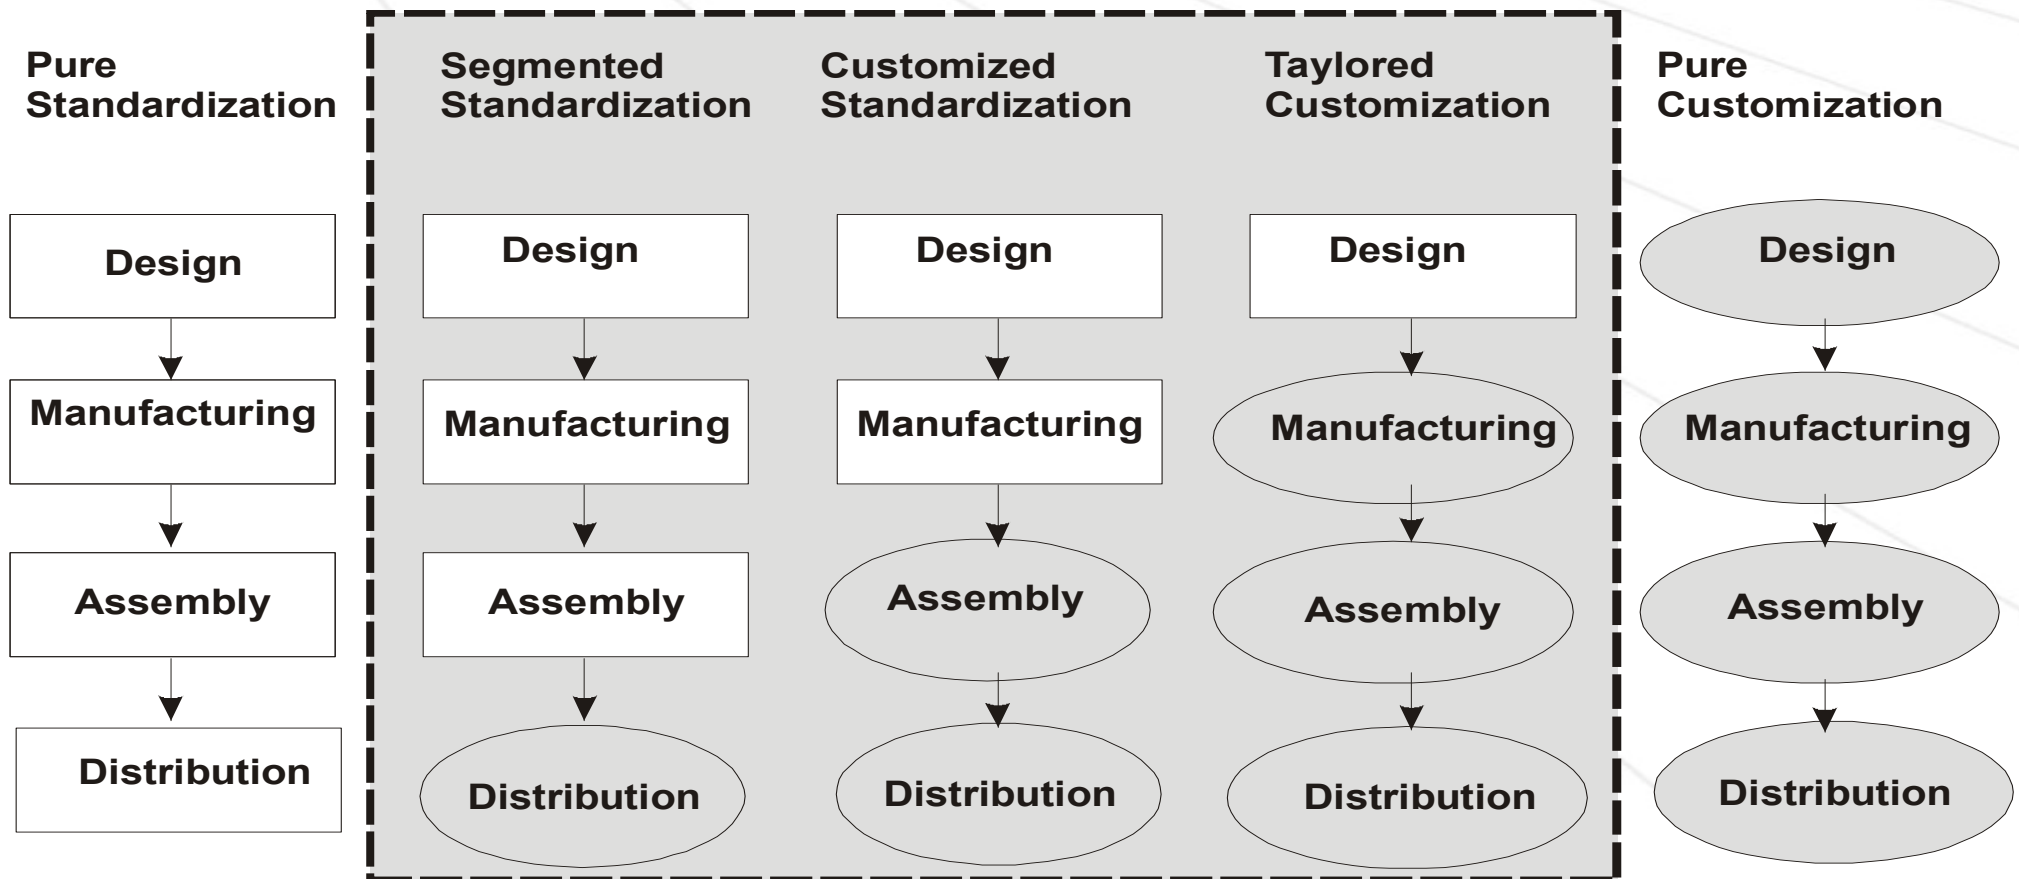 Pure
Standardization
Segmented
Standardization
Customized
Standardization
Taylored
Customization
Pure
Customization
Design
Design
Design
Design
Design
Manufacturing
Manufacturing
Manufacturing
Manufacturing
Manufacturing
Assembly
Assembly
Assembly
Assembly
Assembly
Distribution
Distribution
Distribution
Distribution
Distribution